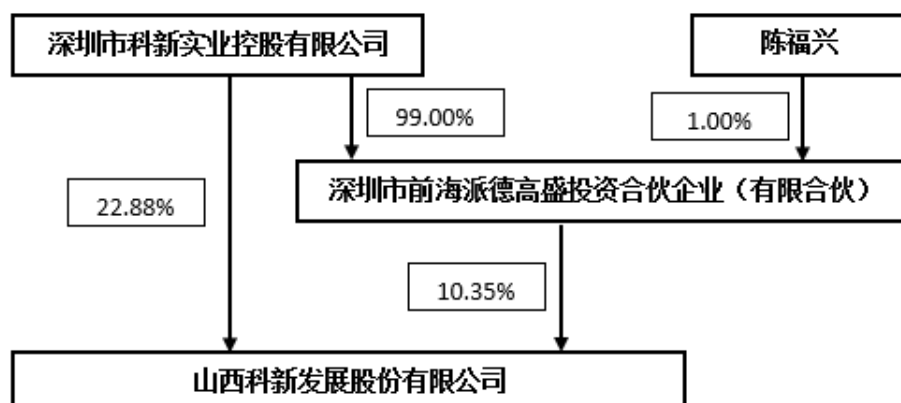 深圳市科新实业控股有限公司
陈福兴
99.00%
1.00%
深圳市前海派德高盛投资合伙企业（有限合伙）
22.88%
10.35%
山西科新发展股份有限公司